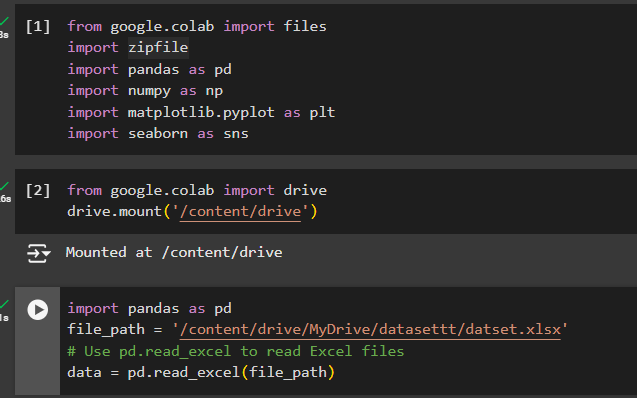 [1] from google.colab import files
import zipfile
import pandas as pd
import numpy as np
import matplotlib.pyplot as plt
import seaborn as sns
[2] from google.colab import drive
drive.mount('/content/drive')
Mounted at /content/drive
import pandas as pd
file_path = '/content/drive/MyDrive/datasettt/datset.xlsx'
# Use pd.read_excel to read Excel files
data = pd.read_excel(file_path)